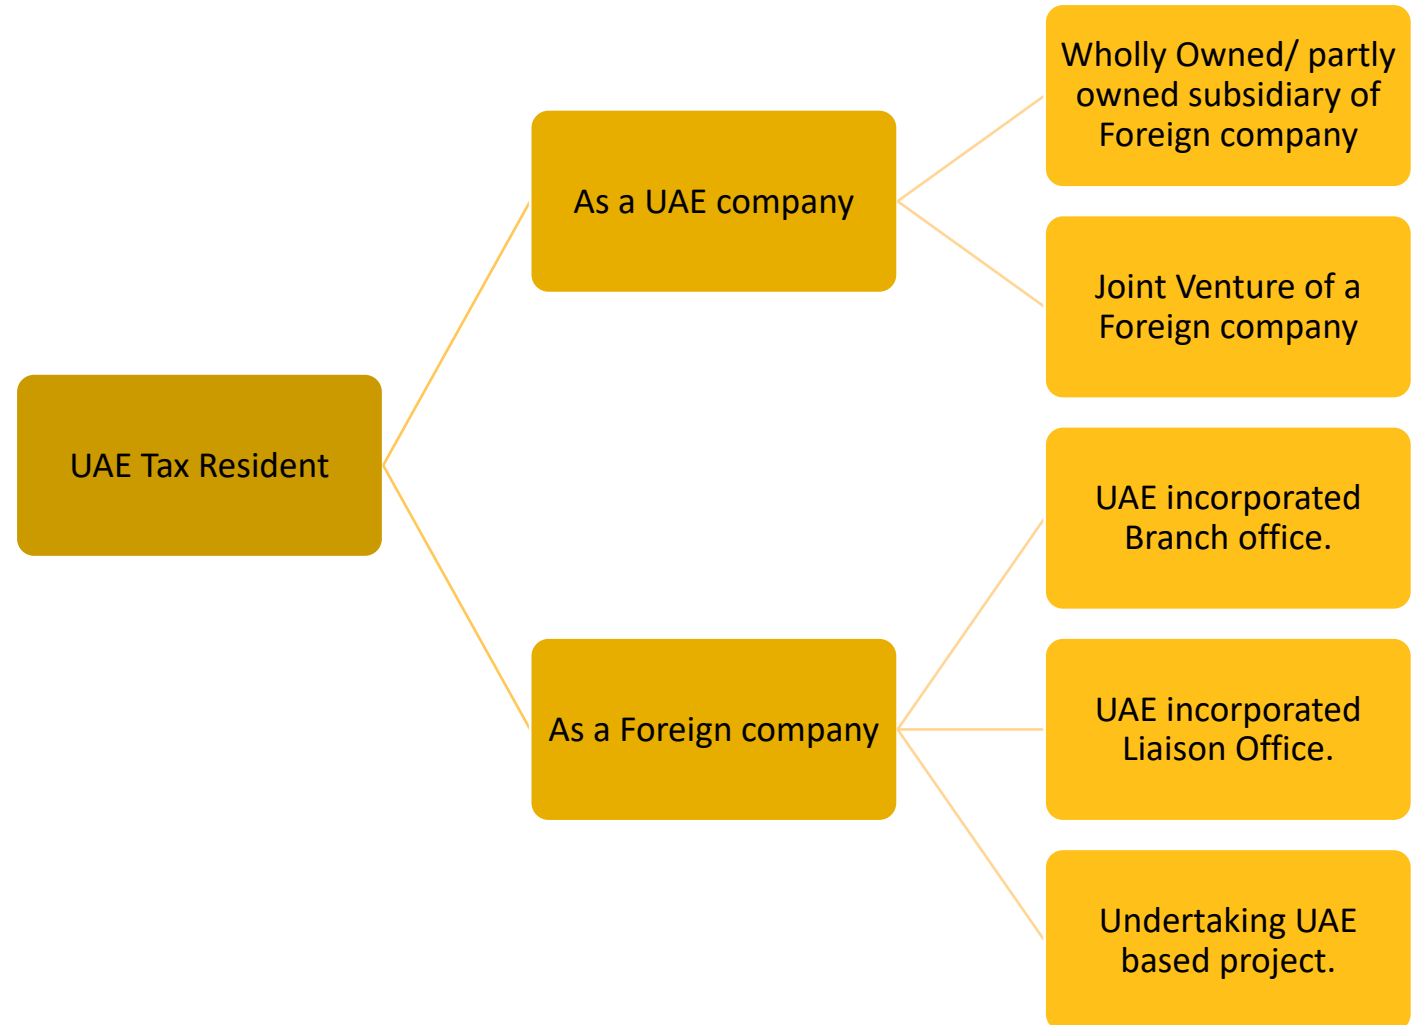 Wholly Owned/ partly
owned subsidiary of
Foreign company
As a UAE company
Joint Venture of a
Foreign company
UAE Tax Resident
UAE incorporated
Branch office.
As a Foreign company
UAE incorporated
Liaison Office.
Undertaking UAE
based project.